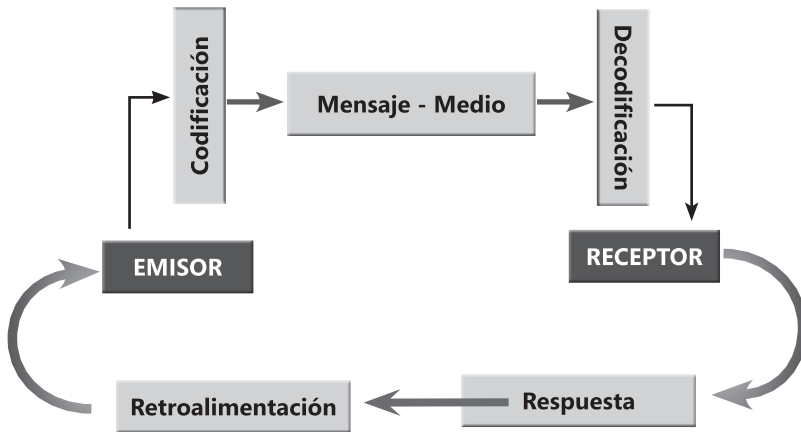 Codificación
Mensaje - Medio
Decodificación
EMISOR
RECEPTOR
Retroalimentación
Respuesta